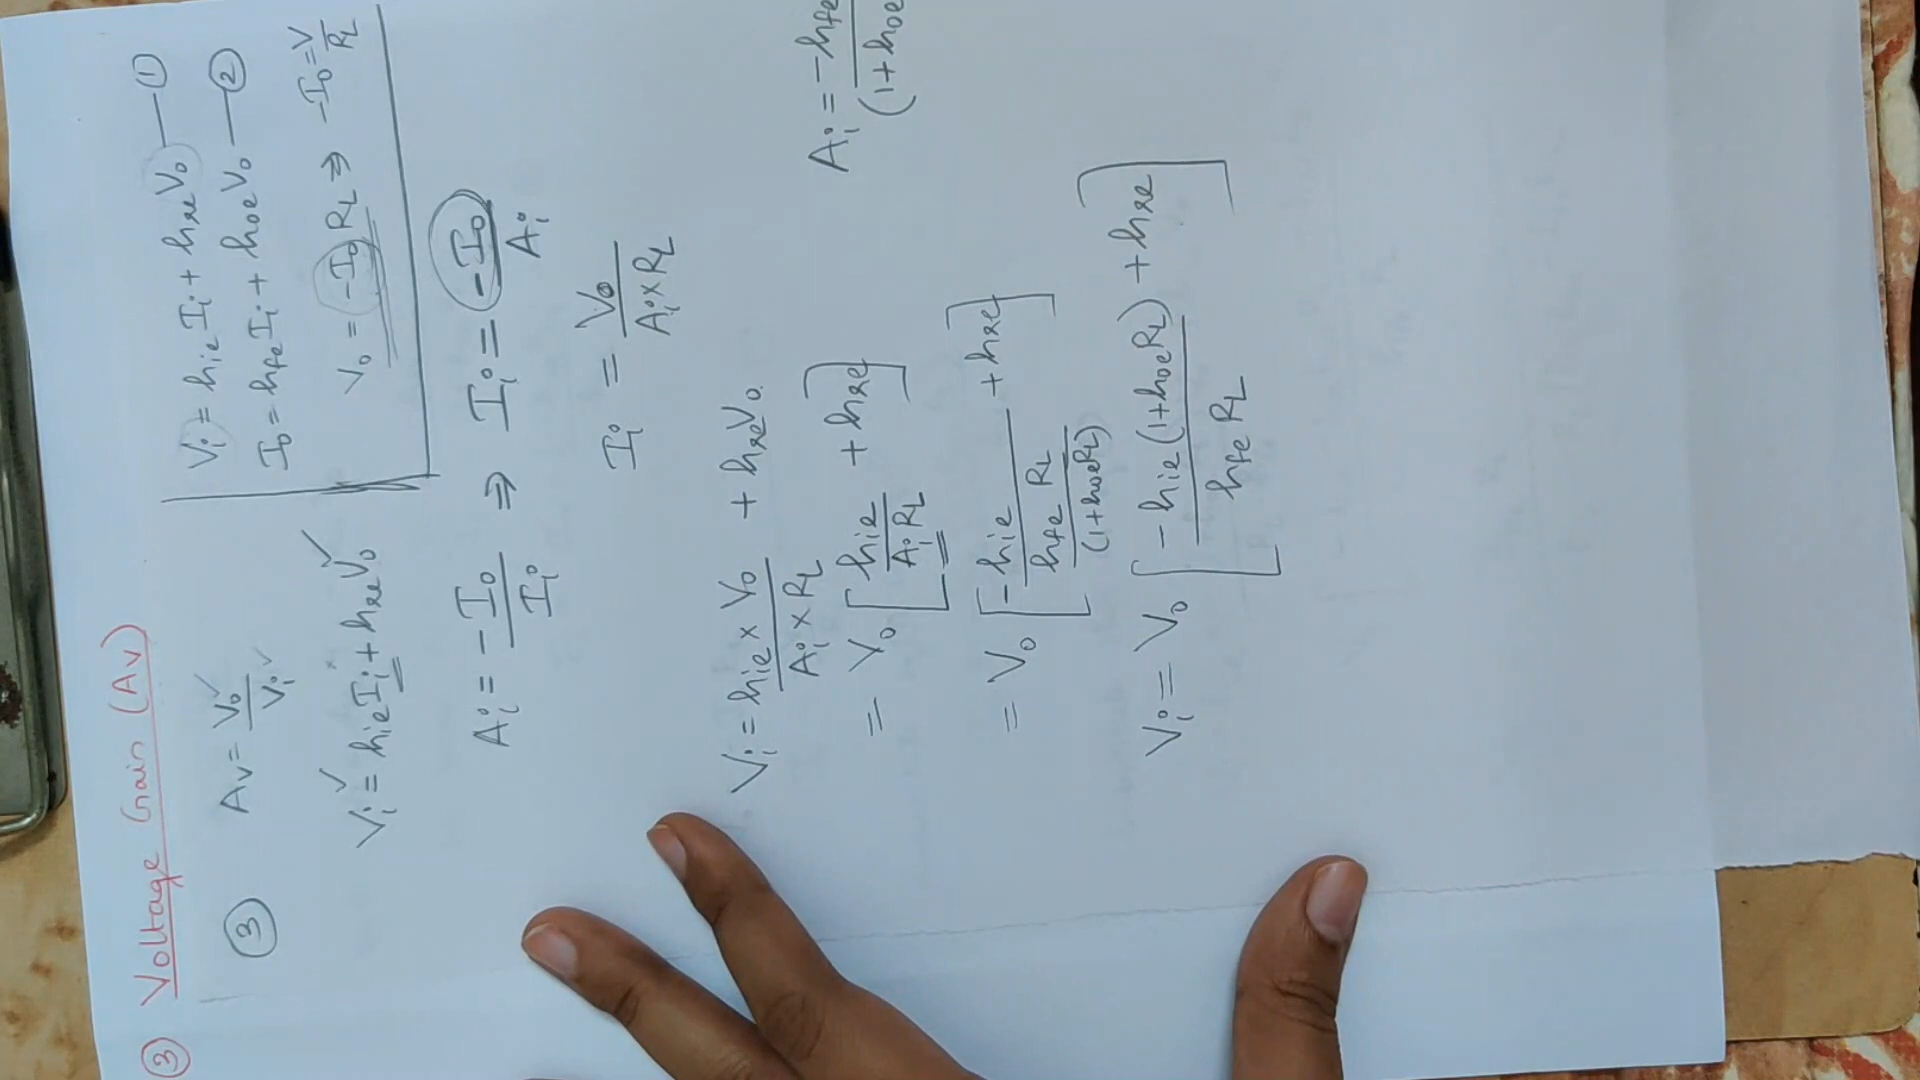 ③ Voltage Gain (Av)
③ Av = Vo / Vi
Vi = hie Ii + hre Vo — ①
Io = hfe Ii + hoe Vo — ②
Vo = -Io RL ⇒ -Io = V / RL
Vi = hie Ii + hre Vo
Ai = -Io / Ii ⇒ Ii = -Io / Ai
Ii = Vo / Ai × RL
Vi = hie × Vo / Ai × RL + hre Vo
= Vo [ hie / Ai RL + hre ]
Ai = -hfe / (1+hoe
= Vo [ -hie / hfe RL / (1+hoe RL) + hre ]
Vi = Vo [ -hie (1+hoe RL) / hfe RL + hre ]